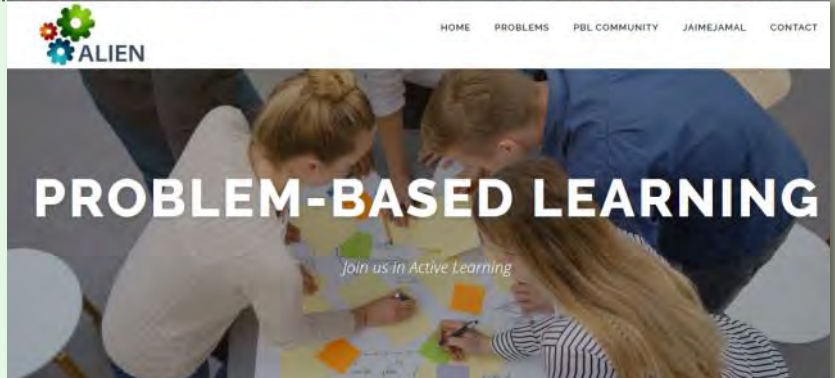 ALIEN
HOME PROBLEMS PBL COMMUNITY JAIMEJAMAL CONTACT
PROBLEM-BASED LEARNING
Join us in Active Learning